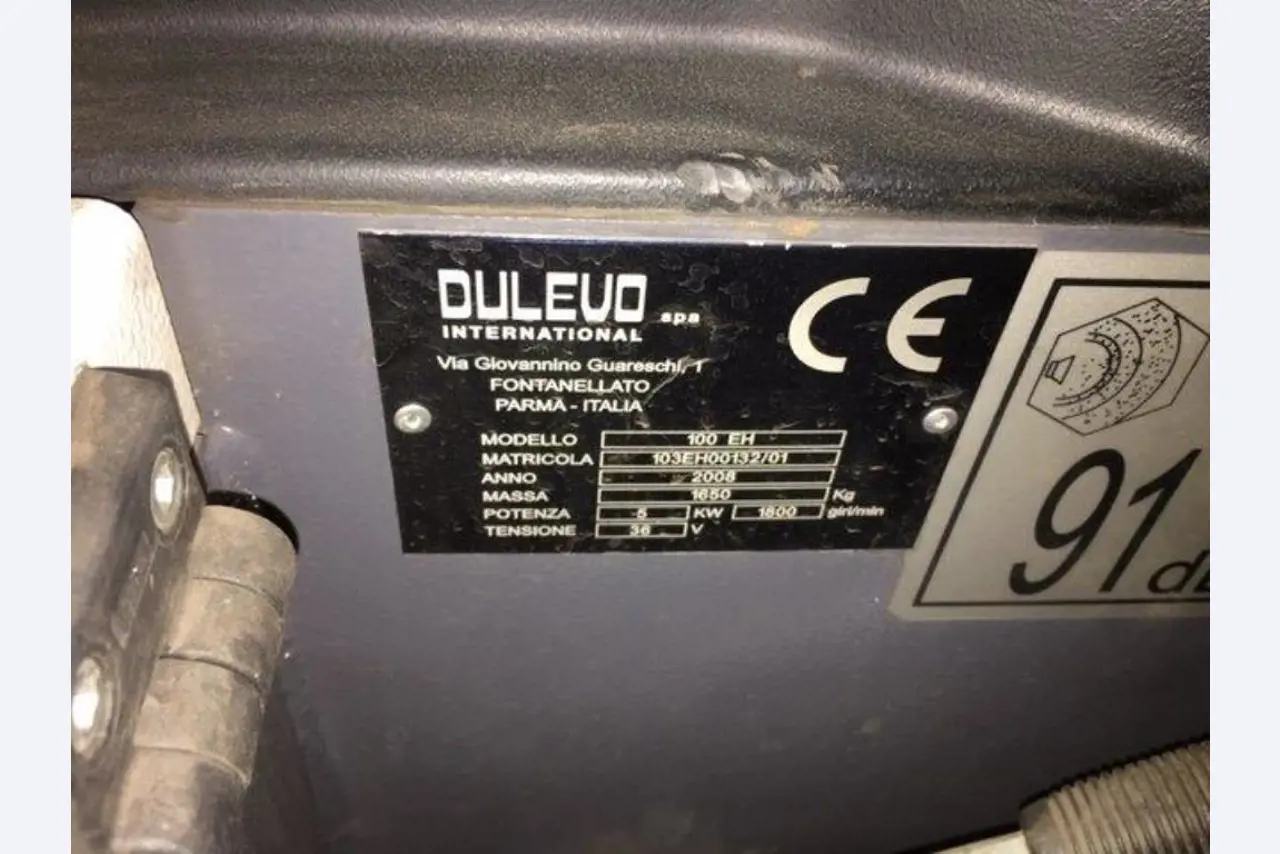 DULEVO spa
INTERNATIONAL
CE
Via Giovannino Guareschi, 1
FONTANELLATO
PARMA - ITALIA
MODELLO 100 EH
MATRICOLA 103EH00132/01
ANNO 2008
MASSA 1650 Kg
POTENZA 5 KW 1800 giri/min
TENSIONE 36 V
91